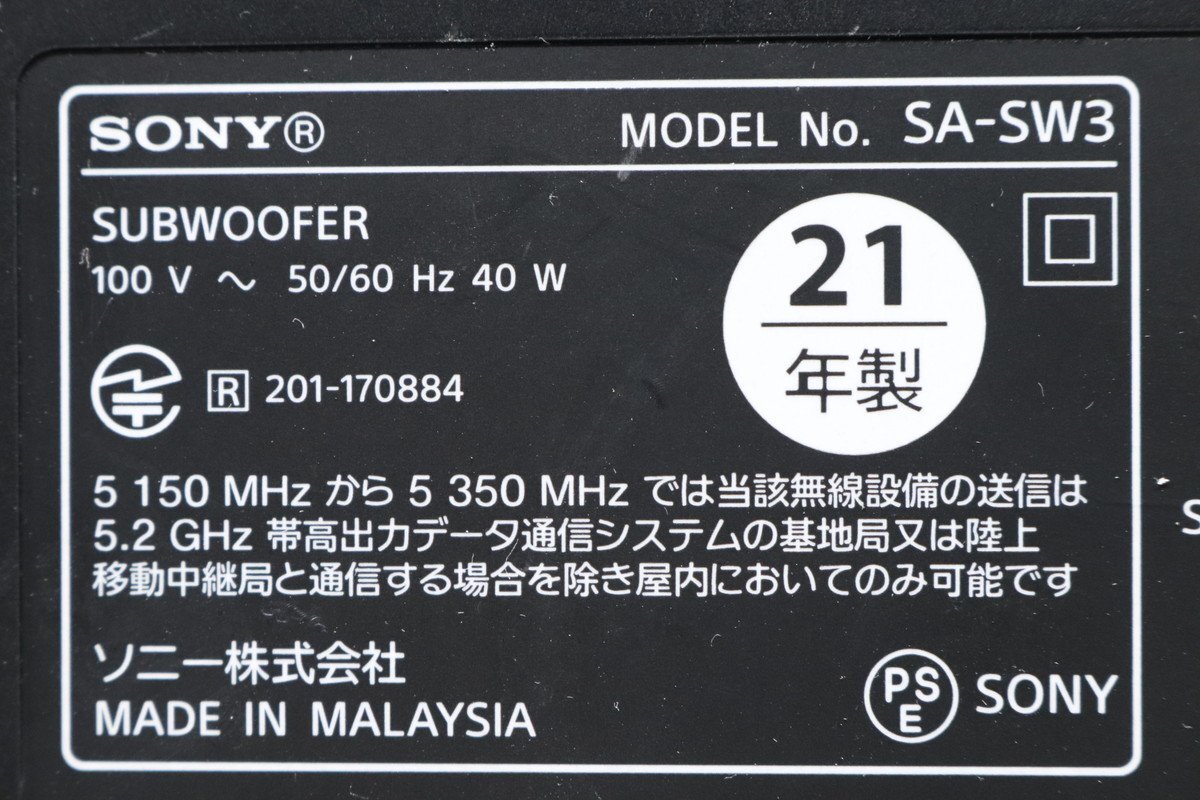 SONY®
MODEL No. SA-SW3
SUBWOOFER
100 V ～ 50/60 Hz 40 W
21
年製
R 201-170884
5 150 MHz から 5 350 MHz では当該無線設備の送信は
5.2 GHz 帯高出力データ通信システムの基地局又は陸上
移動中継局と通信する場合を除き屋内においてのみ可能です
ソニー株式会社
MADE IN MALAYSIA
PS
E
SONY
S